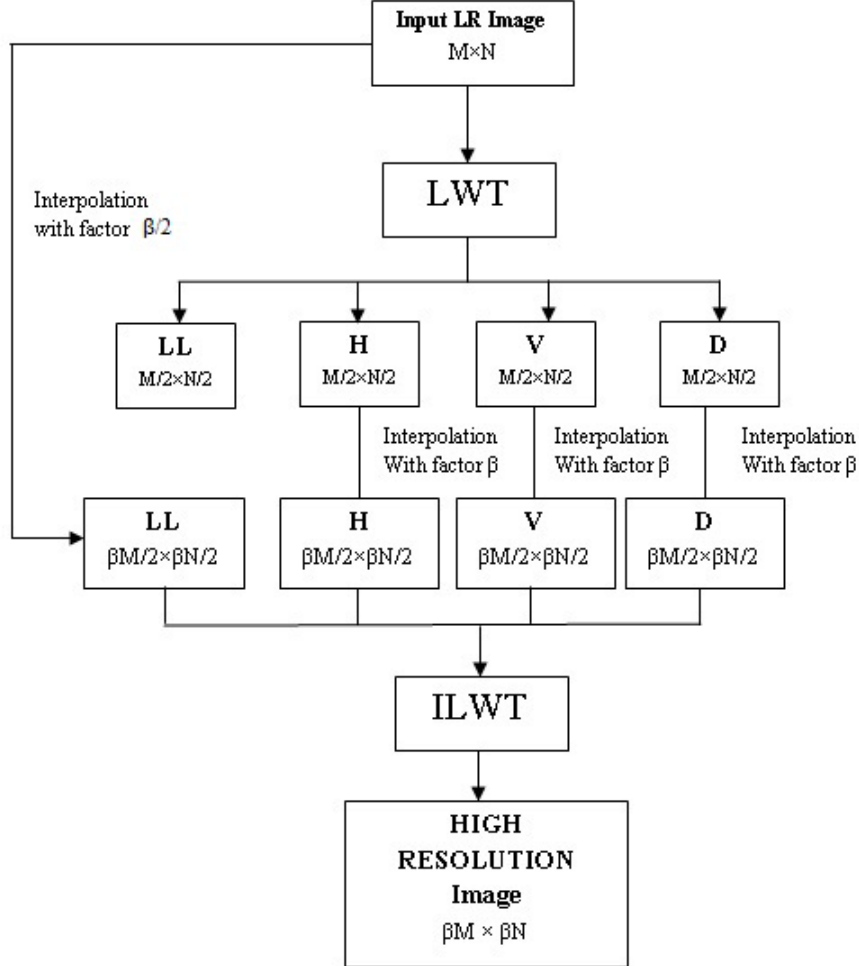 Input LR Image
M×N
LWT
Interpolation
with factor β/2
LL
M/2×N/2
H
M/2×N/2
V
M/2×N/2
D
M/2×N/2
Interpolation
With factor β
Interpolation
With factor β
Interpolation
With factor β
LL
βM/2×βN/2
H
βM/2×βN/2
V
βM/2×βN/2
D
βM/2×βN/2
ILWT
HIGH
RESOLUTION
Image
βM × βN